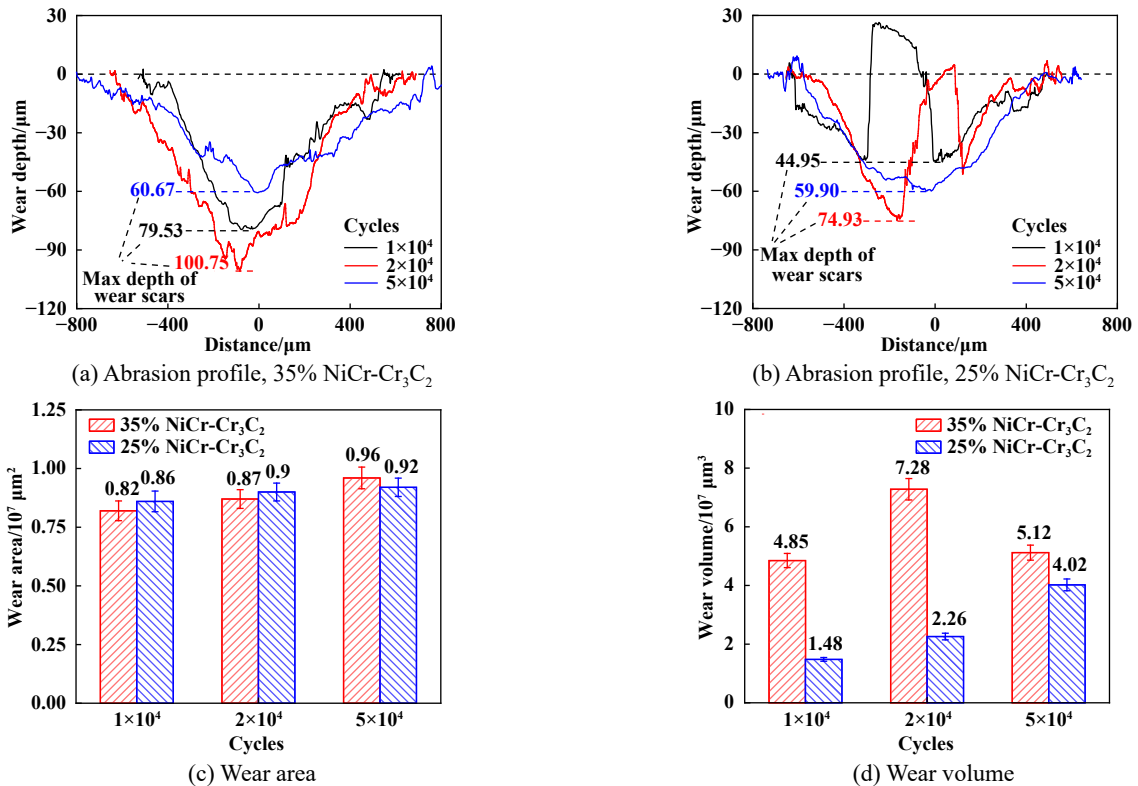 30
0
−30
−60
−90
−120
Wear depth/μm
60.67
79.53
100.75
Max depth of
wear scars
Cycles
1×10⁴
2×10⁴
5×10⁴
−800
−400
0
400
800
Distance/μm
(a) Abrasion profile, 35% NiCr-Cr₃C₂
30
0
−30
−60
−90
−120
Wear depth/μm
44.95
59.90
74.93
Max depth of
wear scars
Cycles
1×10⁴
2×10⁴
5×10⁴
−800
−400
0
400
800
Distance/μm
(b) Abrasion profile, 25% NiCr-Cr₃C₂
1.25
1.00
0.75
0.50
0.25
0.00
Wear area/10⁷ μm²
35% NiCr-Cr₃C₂
25% NiCr-Cr₃C₂
0.82
0.86
0.87
0.9
0.96
0.92
1×10⁴
2×10⁴
5×10⁴
Cycles
(c) Wear area
10
8
6
4
2
0
Wear volume/10⁷ μm³
35% NiCr-Cr₃C₂
25% NiCr-Cr₃C₂
4.85
1.48
7.28
2.26
5.12
4.02
1×10⁴
2×10⁴
5×10⁴
Cycles
(d) Wear volume